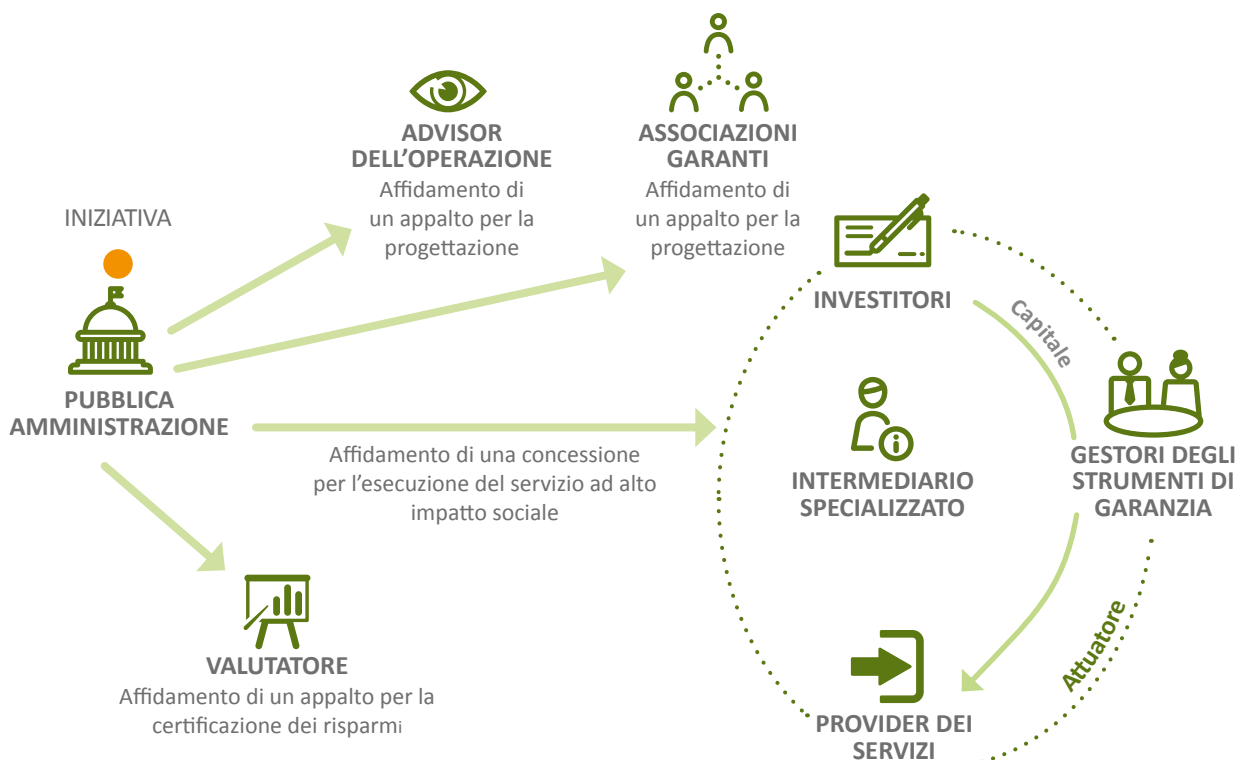 INIZIATIVA
PUBBLICA
AMMINISTRAZIONE
ADVISOR
DELL’OPERAZIONE
Affidamento di
un appalto per la
progettazione
ASSOCIAZIONI
GARANTI
Affidamento di
un appalto per la
progettazione
Affidamento di una concessione
per l’esecuzione del servizio ad alto
impatto sociale
VALUTATORE
Affidamento di un appalto per la
certificazione dei risparmi
INVESTITORI
Capitale
INTERMEDIARIO
SPECIALIZZATO
GESTORI DEGLI
STRUMENTI DI
GARANZIA
Attuatore
PROVIDER DEI
SERVIZI